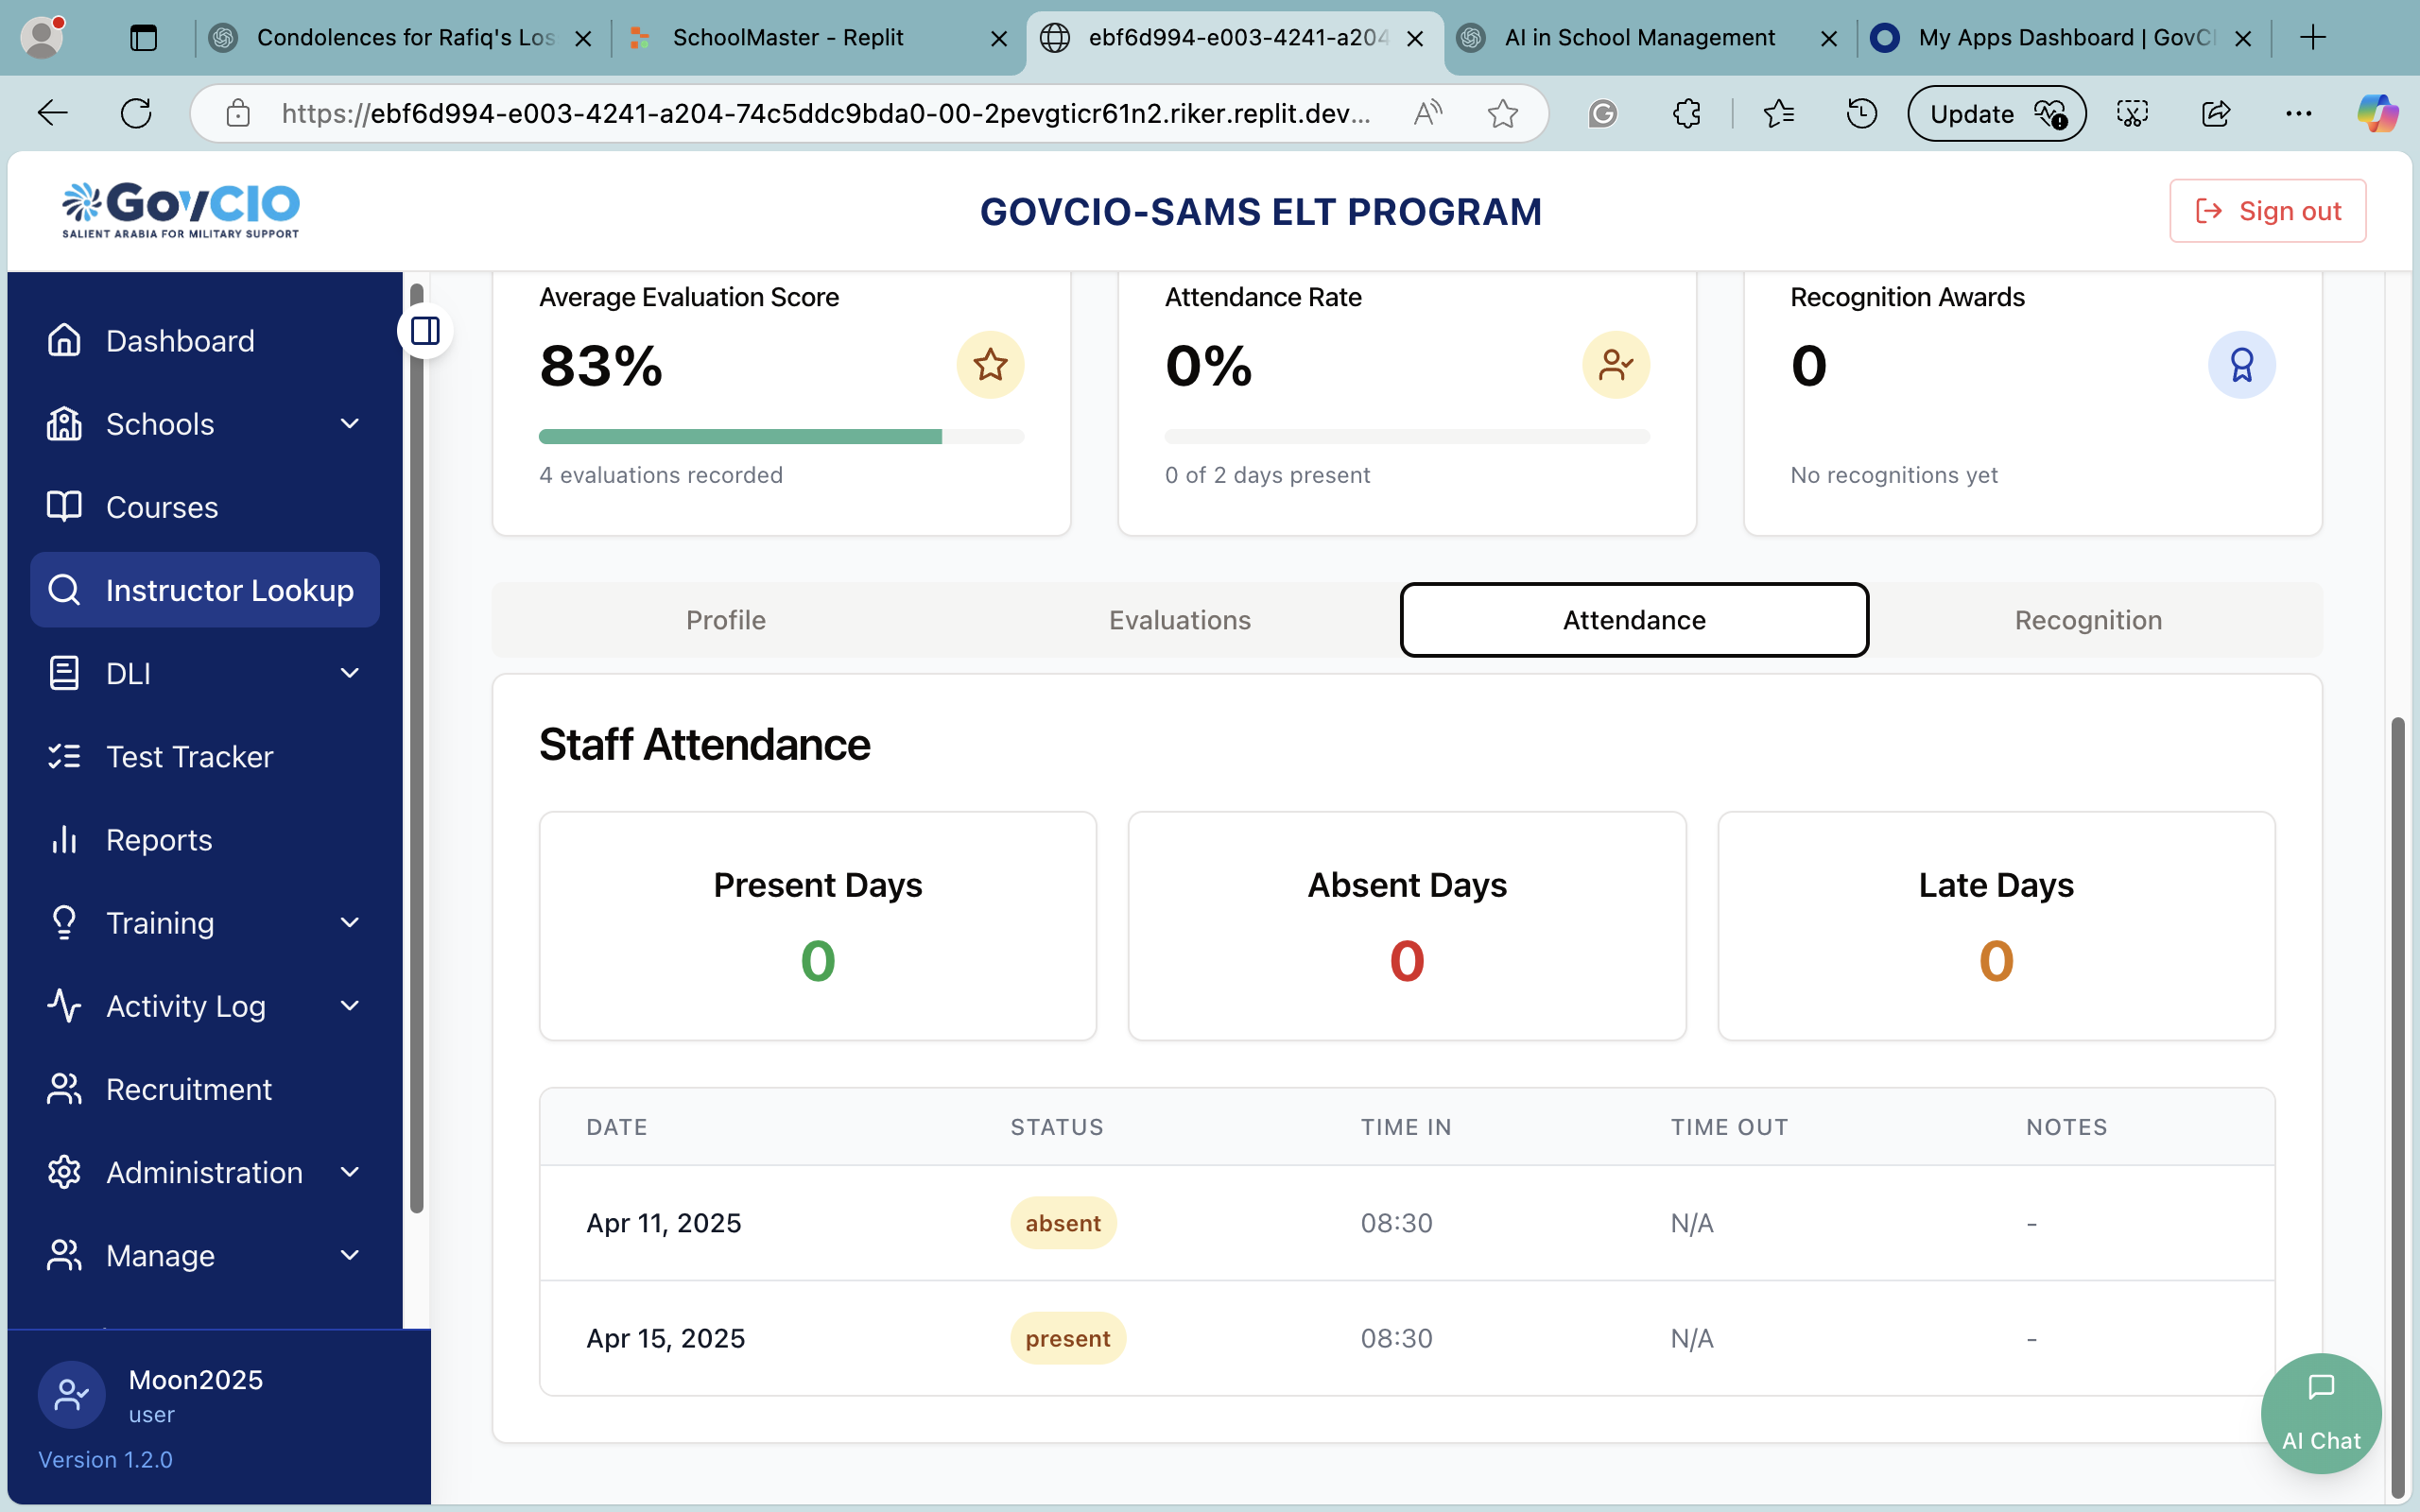 Condolences for Rafiq's Los
SchoolMaster - Replit
ebf6d994-e003-4241-a204
AI in School Management
My Apps Dashboard | GovCI
https://ebf6d994-e003-4241-a204-74c5ddc9bda0-00-2pevgticr61n2.riker.replit.dev...
Update
GovCIO
SALIENT ARABIA FOR MILITARY SUPPORT
GOVCIO-SAMS ELT PROGRAM
Sign out
Dashboard
Schools
Courses
Instructor Lookup
DLI
Test Tracker
Reports
Training
Activity Log
Recruitment
Administration
Manage
Moon2025
user
Version 1.2.0
Average Evaluation Score
83%
4 evaluations recorded
Attendance Rate
0%
0 of 2 days present
Recognition Awards
0
No recognitions yet
Profile Evaluations Attendance Recognition
Staff Attendance
Present Days
0
Absent Days
0
Late Days
0
DATE STATUS TIME IN TIME OUT NOTES
Apr 11, 2025 absent 08:30 N/A -
Apr 15, 2025 present 08:30 N/A -
AI Chat